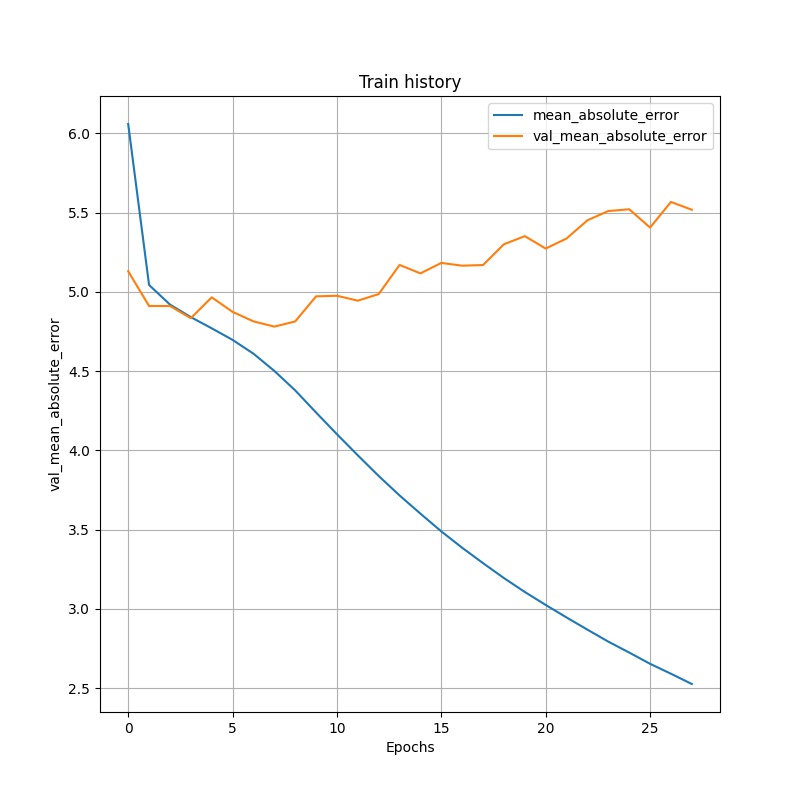 Train history
mean_absolute_error
val_mean_absolute_error
6.0
5.5
5.0
4.5
4.0
3.5
3.0
2.5
val_mean_absolute_error
0 5 10 15 20 25
Epochs